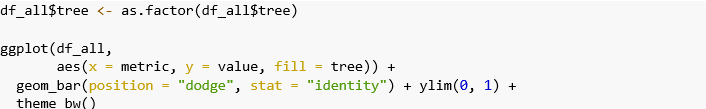 df_all$tree <- as.factor(df_all$tree)
ggplot(df_all,
aes(x = metric, y = value, fill = tree)) +
geom_bar(position = "dodge", stat = "identity") + ylim(0, 1) +
theme_bw()